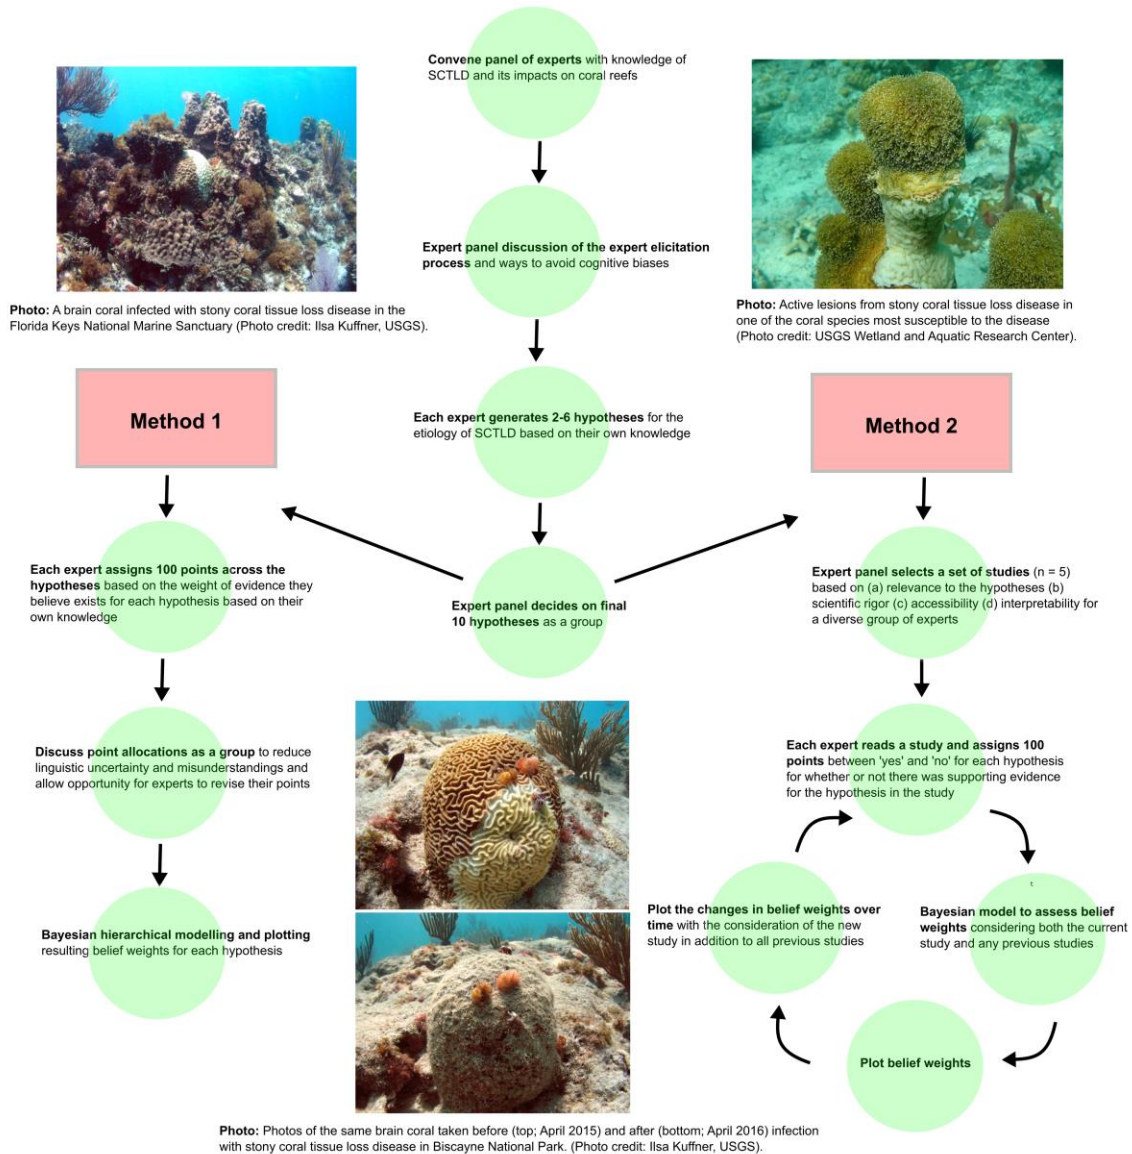 Convene panel of experts with knowledge of
SCTLD and its impacts on coral reefs
Photo: A brain coral infected with stony coral tissue loss disease in the
Florida Keys National Marine Sanctuary (Photo credit: Ilsa Kuffner, USGS).
Expert panel discussion of the expert elicitation
process and ways to avoid cognitive biases
Photo: Active lesions from stony coral tissue loss disease in
one of the coral species most susceptible to the disease
(Photo credit: USGS Wetland and Aquatic Research Center).
Each expert generates 2-6 hypotheses for the
etiology of SCTLD based on their own knowledge
Expert panel decides on final
10 hypotheses as a group
Method 1
Each expert assigns 100 points across the
hypotheses based on the weight of evidence they
believe exists for each hypothesis based on their
own knowledge
Discuss point allocations as a group to reduce
linguistic uncertainty and misunderstandings and
allow opportunity for experts to revise their points
Bayesian hierarchical modelling and plotting
resulting belief weights for each hypothesis
Method 2
Expert panel selects a set of studies (n = 5)
based on (a) relevance to the hypotheses (b)
scientific rigor (c) accessibility (d) interpretability for
a diverse group of experts
Each expert reads a study and assigns 100
points between 'yes' and 'no' for each hypothesis
for whether or not there was supporting evidence
for the hypothesis in the study
t
Bayesian model to assess belief
weights considering both the current
study and any previous studies
Plot belief weights
Plot the changes in belief weights over
time with the consideration of the new
study in addition to all previous studies
Photo: Photos of the same brain coral taken before (top; April 2015) and after (bottom; April 2016) infection
with stony coral tissue loss disease in Biscayne National Park. (Photo credit: Ilsa Kuffner, USGS).